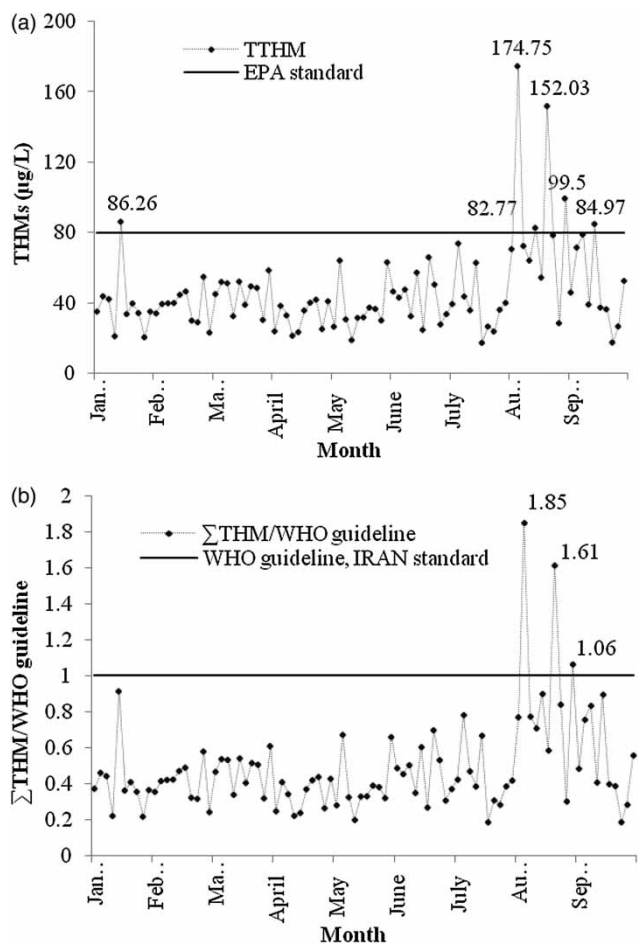 (a)
200
160
120
80
40
0
THMs (µg/L)
TTHM
EPA standard
86.26
174.75
152.03
99.5
82.77
84.97
Jan..
Feb..
Ma..
April
May
June
July
Au..
Sep..
Month
(b)
2
1.8
1.6
1.4
1.2
1
0.8
0.6
0.4
0.2
0
∑THM/WHO guideline
∑THM/WHO guideline
WHO guideline, IRAN standard
1.85
1.61
1.06
Jan..
Feb..
Ma..
April
May
June
July
Au..
Sep..
Month